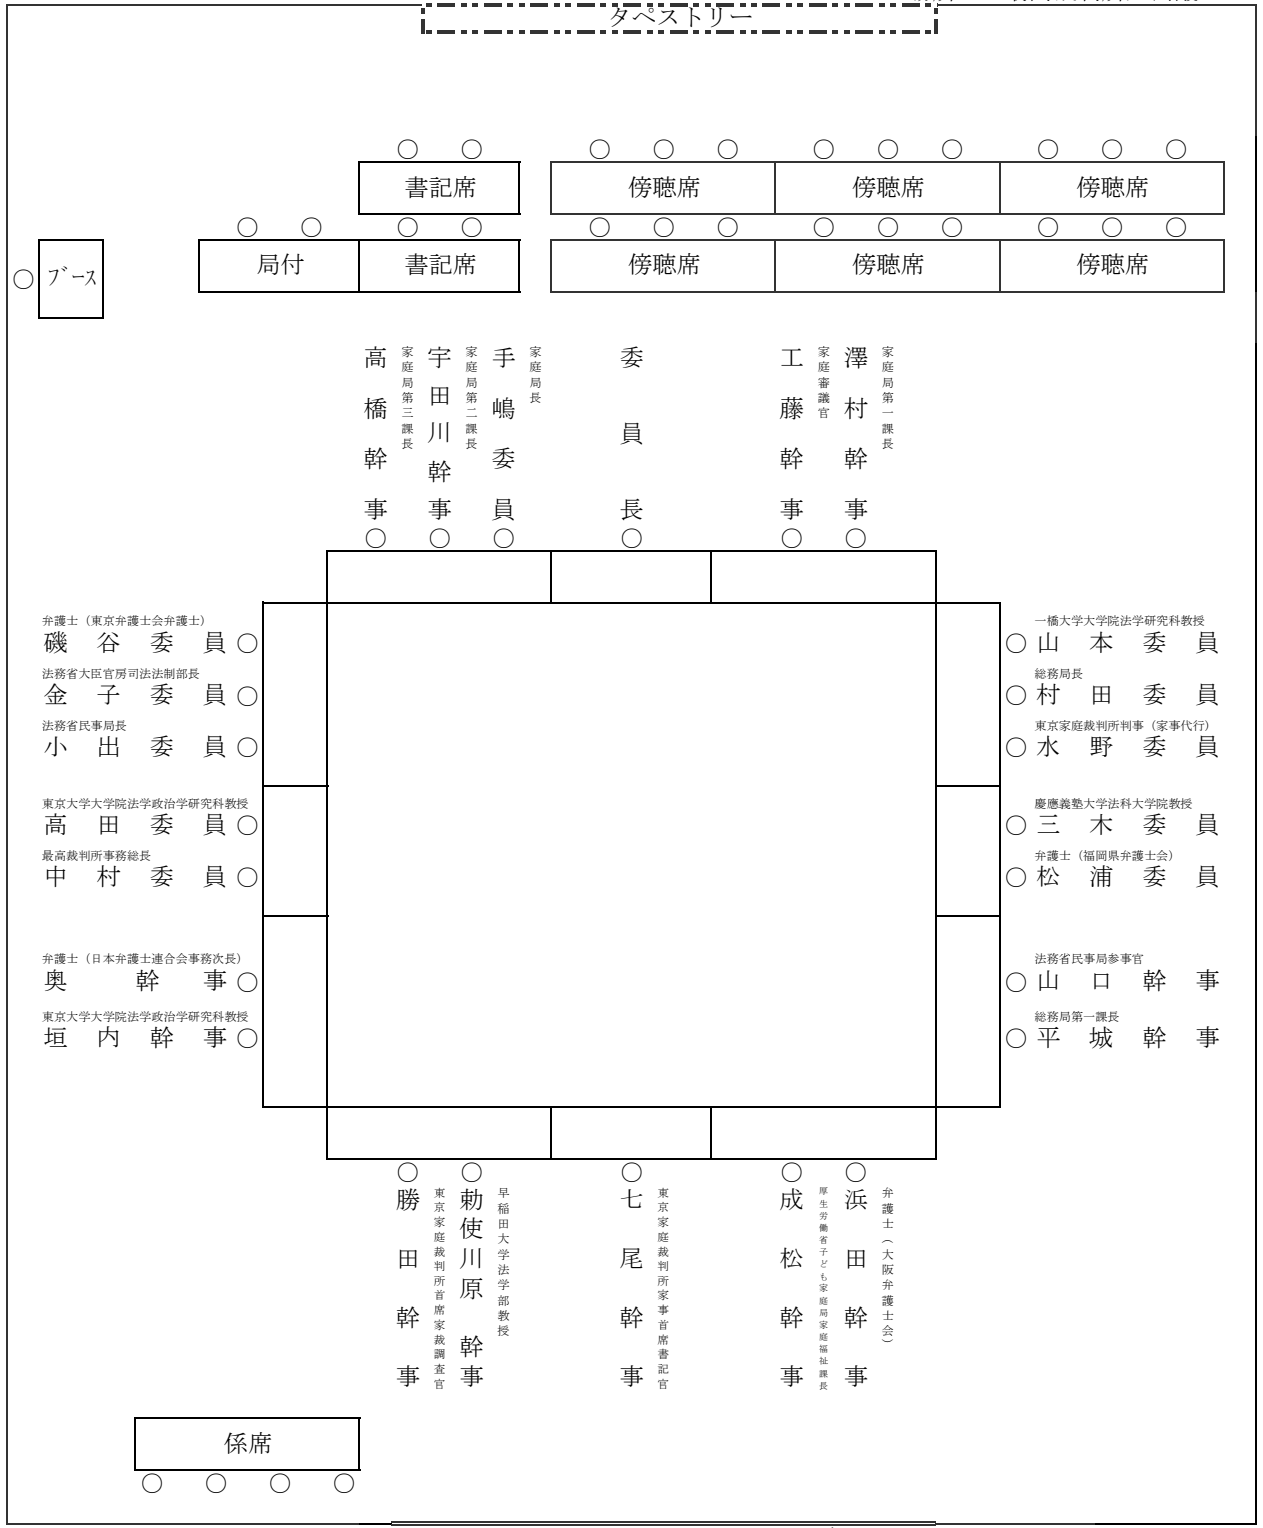 タペストリー
書記席 傍聴席 傍聴席 傍聴席
ブース 局付 書記席 傍聴席 傍聴席 傍聴席
家庭局第一課長
澤村幹事
家庭審議官
工藤幹事
委員長
家庭局長
手嶋委員
家庭局第二課長
宇田川幹事
家庭局第三課長
高橋幹事
弁護士（東京弁護士会弁護士）
磯谷委員
法務省大臣官房司法法制部長
金子委員
法務省民事局長
小出委員
東京大学大学院法学政治学研究科教授
高田委員
最高裁判所事務総長
中村委員
弁護士（日本弁護士連合会事務次長）
奥幹事
東京大学大学院法学政治学研究科教授
垣内幹事
一橋大学大学院法学研究科教授
山本委員
総務局長
村田委員
東京家庭裁判所判事（家事代行）
水野委員
慶應義塾大学法科大学院教授
三木委員
弁護士（福岡県弁護士会）
松浦委員
法務省民事局参事官
山口幹事
総務局第一課長
平城幹事
弁護士（大阪弁護士会）
浜田幹事
厚生労働省子ども家庭局家庭福祉課長
成松幹事
東京家庭裁判所家事首席書記官
七尾幹事
早稲田大学法学部教授
勅使川原幹事
東京家庭裁判所首席家裁調査官
勝田幹事
係席